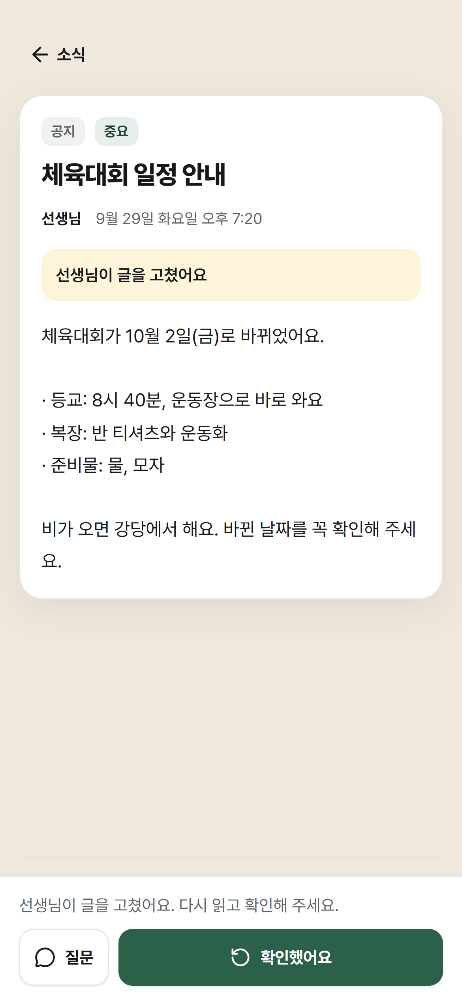 소식
공지 중요
체육대회 일정 안내
선생님 9월 29일 화요일 오후 7:20
선생님이 글을 고쳤어요
체육대회가 10월 2일(금)로 바뀌었어요.
· 등교: 8시 40분, 운동장으로 바로 와요
· 복장: 반 티셔츠와 운동화
· 준비물: 물, 모자
비가 오면 강당에서 해요. 바뀐 날짜를 꼭 확인해 주세
요.
선생님이 글을 고쳤어요. 다시 읽고 확인해 주세요.
질문 확인했어요